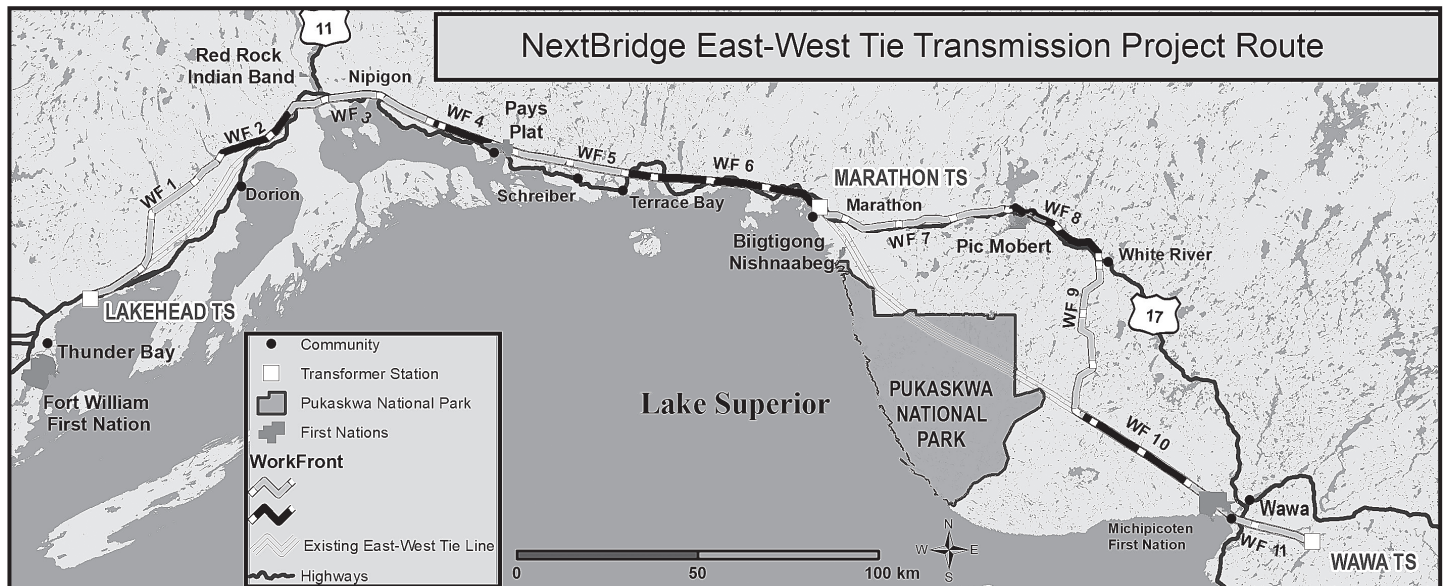 NextBridge East-West Tie Transmission Project Route
11
Red Rock
Indian Band
Nipigon
WF 1
WF 2
WF 3
WF 4
Pays
Plat
WF 5
WF 6
Dorion
Schreiber
Terrace Bay
MARATHON TS
Marathon
WF 7
Pic Mobert
WF 8
White River
Biigtigong
Nishnaabeg
WF 9
17
LAKEHEAD TS
Thunder Bay
Fort William
First Nation
Lake Superior
PUKASKWA
NATIONAL
PARK
WF 10
Wawa
Michipicoten
First Nation
WF 11
WAWA TS
Community
Transformer Station
Pukaskwa National Park
First Nations
WorkFront
Existing East-West Tie Line
Highways
0 50 100 km
N
W E
S